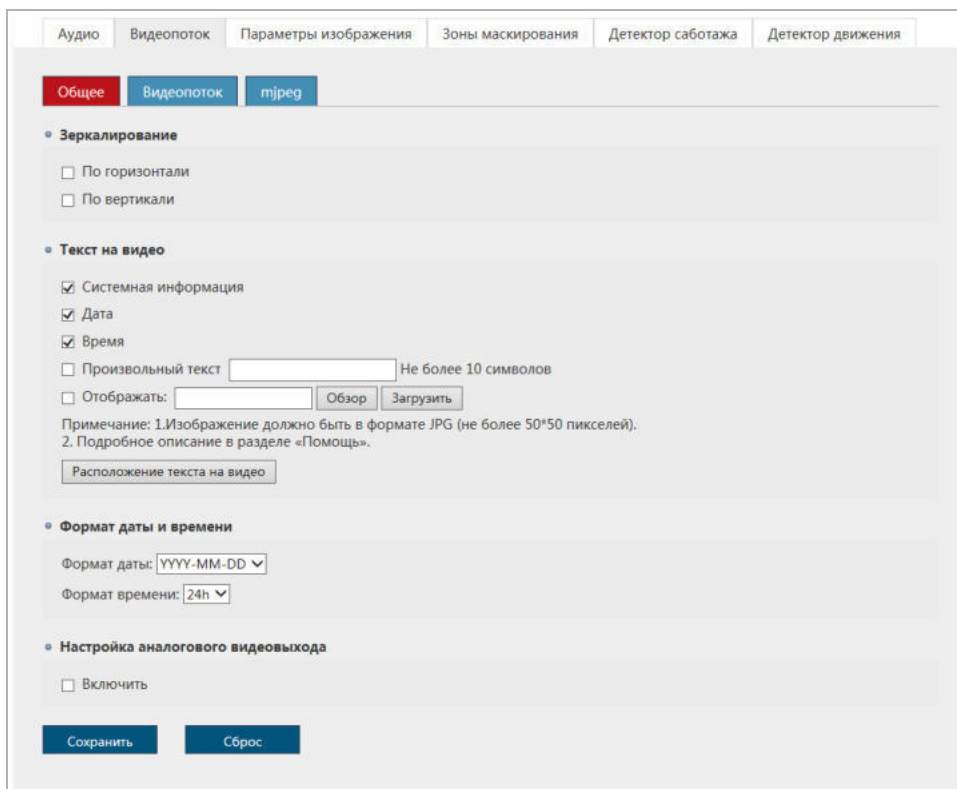 Аудио Видеопоток Параметры изображения Зоны маскирования Детектор саботажа Детектор движения
Общее Видеопоток mjpeg
Зеркалирование
По горизонтали
По вертикали
Текст на видео
Системная информация
Дата
Время
Произвольный текст Не более 10 символов
Отображать: Обзор Загрузить
Примечание: 1.Изображение должно быть в формате JPG (не более 50*50 пикселей).
2. Подробное описание в разделе «Помощь».
Расположение текста на видео
Формат даты и времени
Формат даты: YYYY-MM-DD
Формат времени: 24h
Настройка аналогового видеовыхода
Включить
Сохранить Сброс